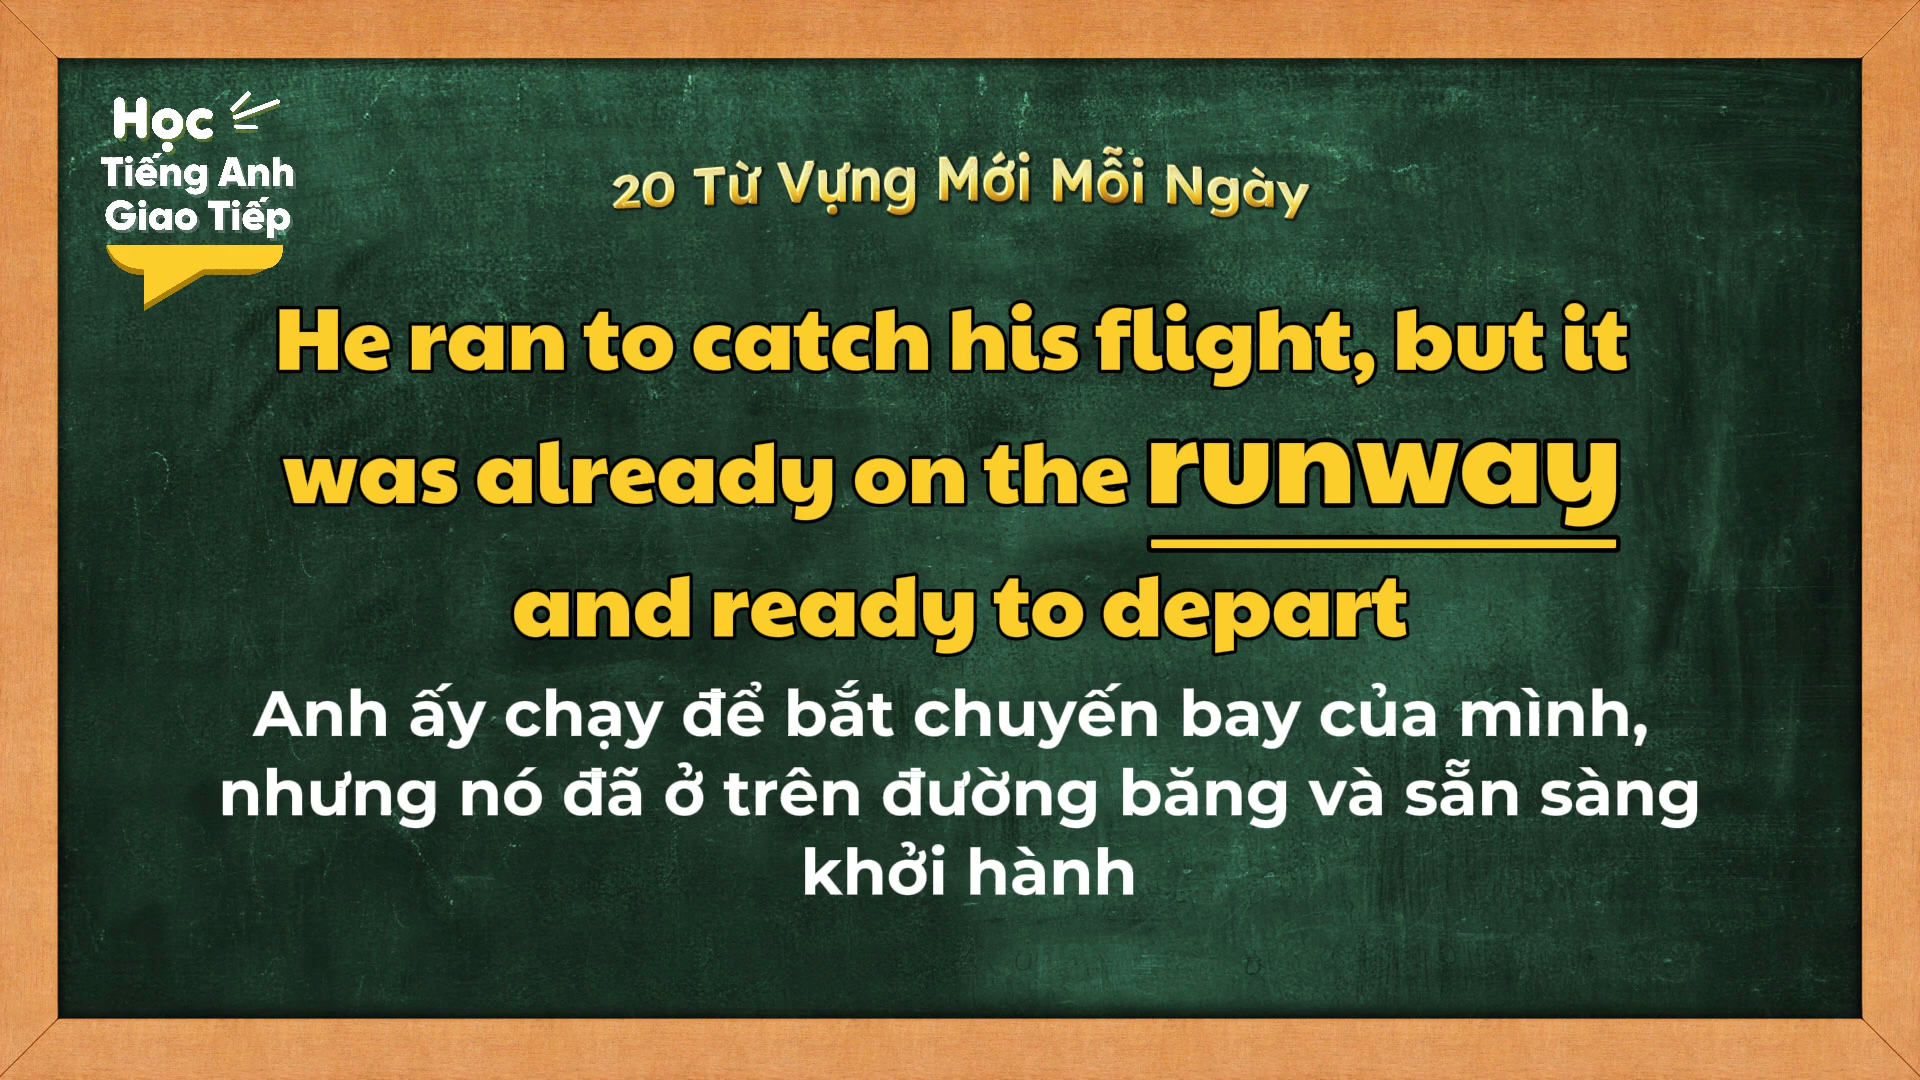 Học
Tiếng Anh
Giao Tiếp
20 Từ Vựng Mới Mỗi Ngày
He ran to catch his flight, but it
was already on the runway
and ready to depart
Anh ấy chạy để bắt chuyến bay của mình,
nhưng nó đã ở trên đường băng và sẵn sàng
khởi hành